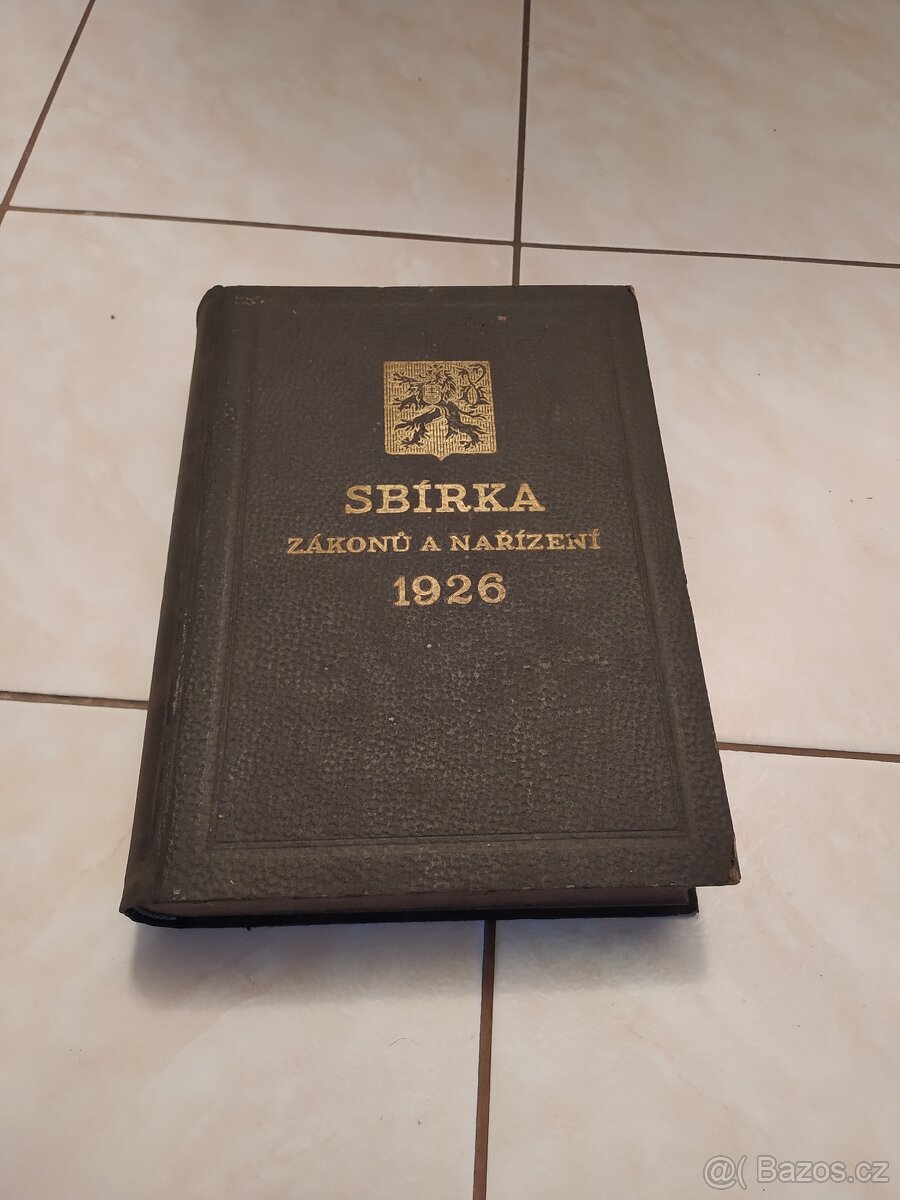 SBÍRKA
ZÁKONŮ A NAŘÍZENÍ
1926
@( Bazos.cz